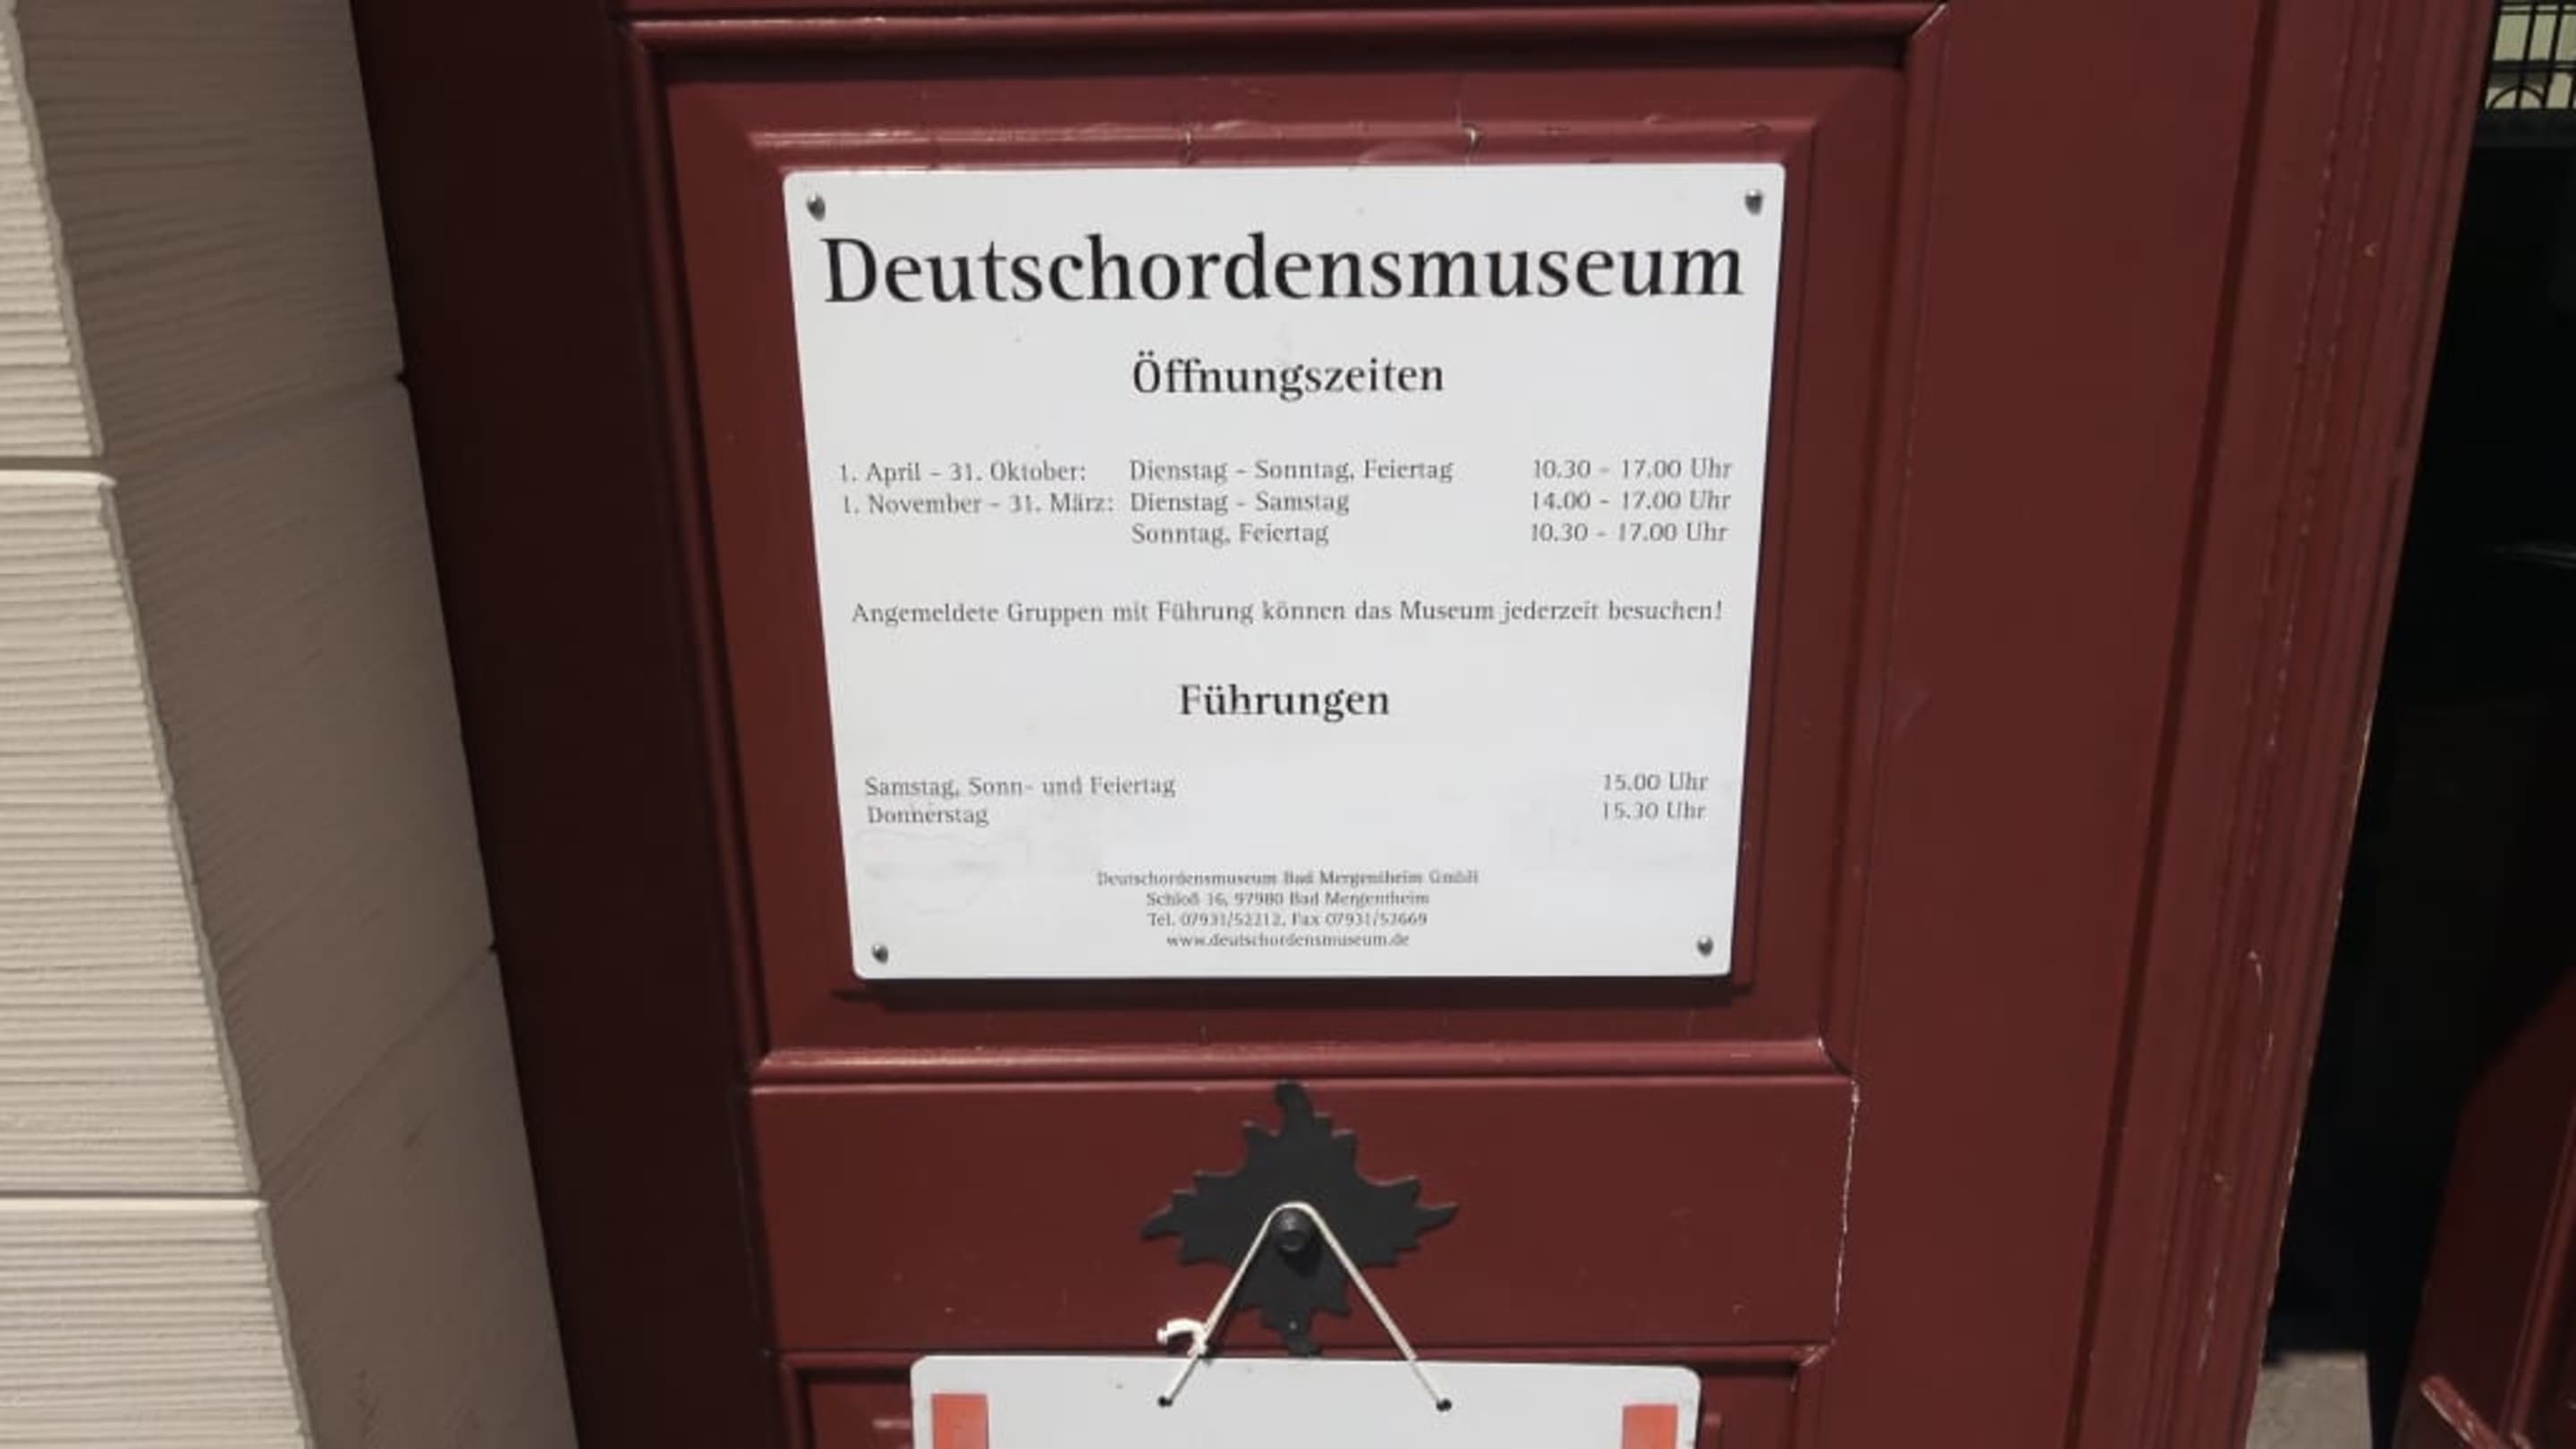 Deutschordensmuseum
Öffnungszeiten
1. April - 31. Oktober: Dienstag - Sonntag, Feiertag 10.30 - 17.00 Uhr
1. November - 31. März: Dienstag - Samstag 14.00 - 17.00 Uhr
Sonntag, Feiertag 10.30 - 17.00 Uhr
Angemeldete Gruppen mit Führung können das Museum jederzeit besuchen!
Führungen
Samstag, Sonn- und Feiertag 15.00 Uhr
Donnerstag 15.30 Uhr
Deutschordensmuseum Bad Mergentheim GmbH
Schloß 16, 97980 Bad Mergentheim
Tel. 07931/52212, Fax 07931/52669
www.deutschordensmuseum.de